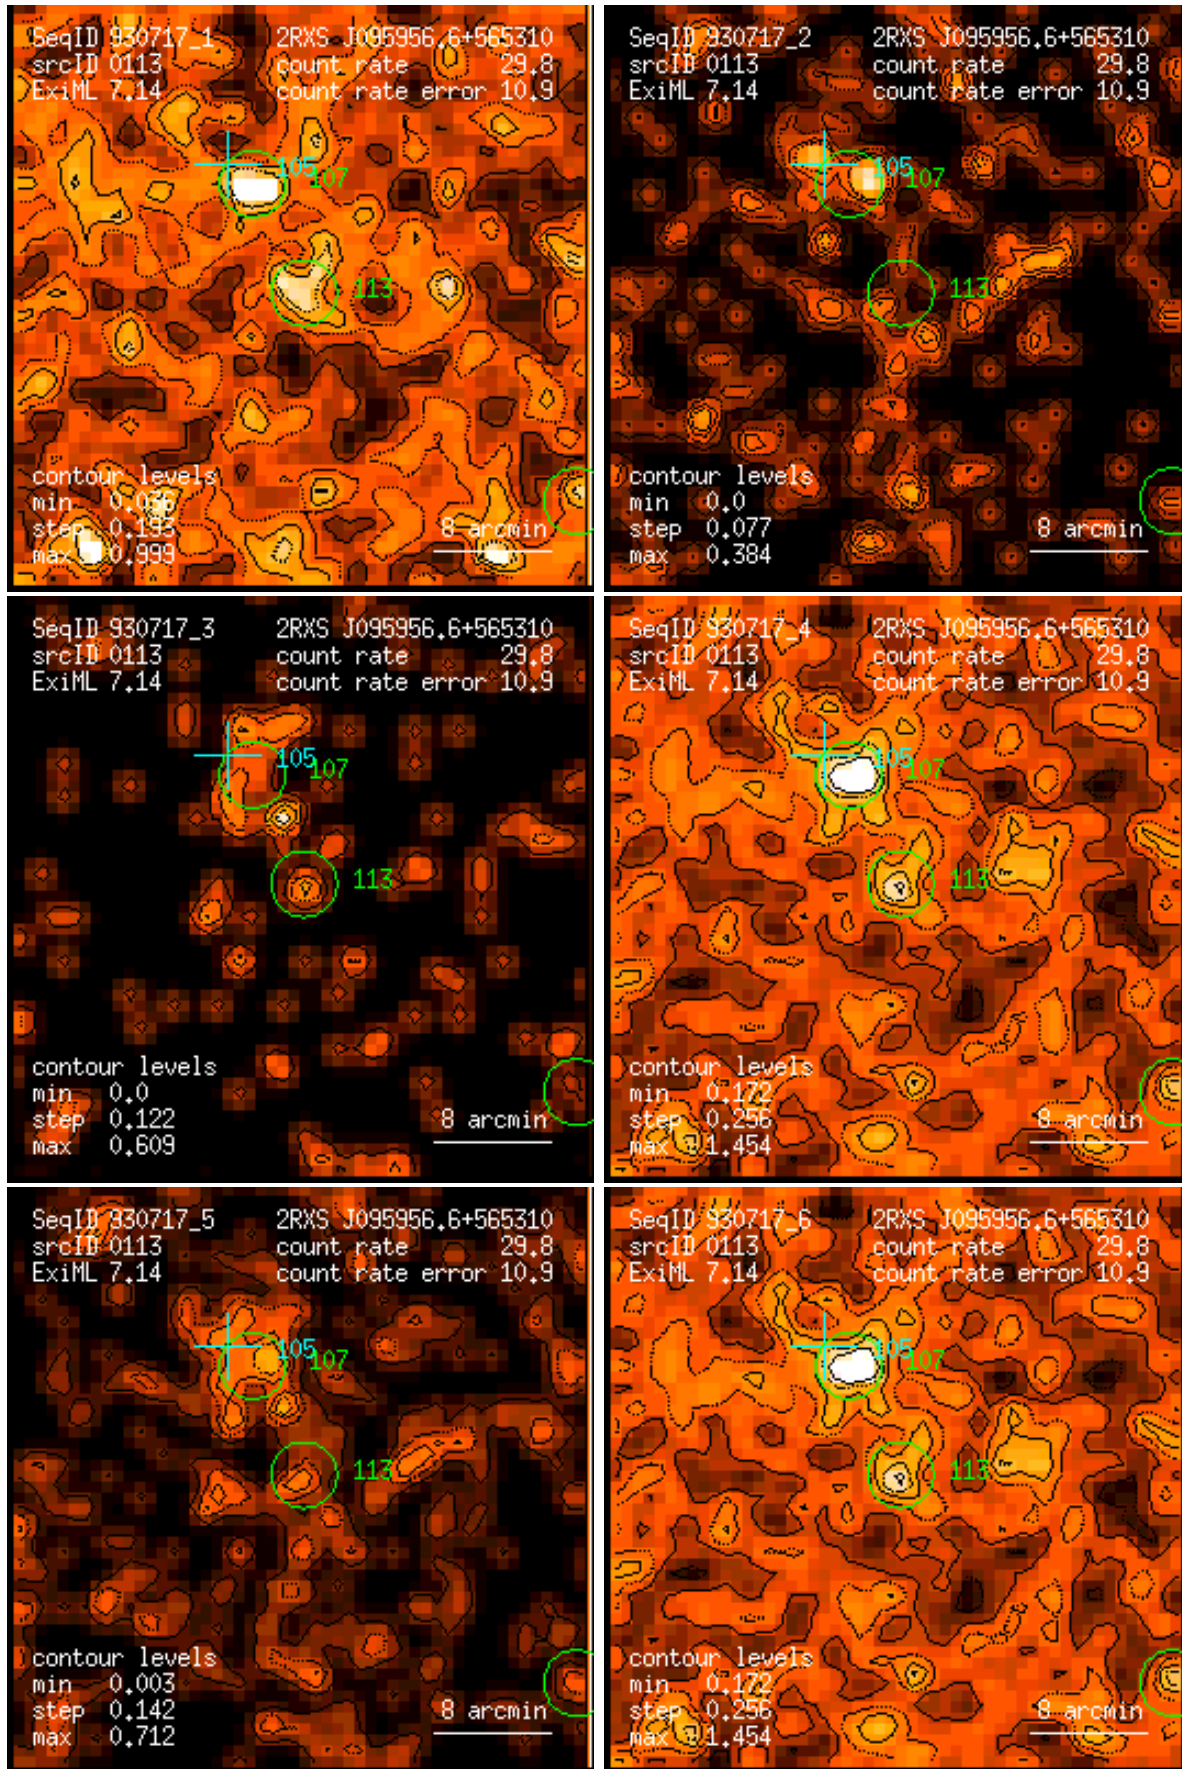 SeqID 930717_1 2RXS J095956.6+565310
srcID 0113 count rate 29.8
ExiML 7.14 count rate error 10.9
105
107
113
contour levels
min 0.036
step 0.193
max 0.999
8 arcmin
SeqID 930717_2 2RXS J095956.6+565310
srcID 0113 count rate 29.8
ExiML 7.14 count rate error 10.9
105
107
113
contour levels
min 0.0
step 0.077
max 0.384
8 arcmin
SeqID 930717_3 2RXS J095956.6+565310
srcID 0113 count rate 29.8
ExiML 7.14 count rate error 10.9
105
107
113
contour levels
min 0.0
step 0.122
max 0.609
8 arcmin
SeqID 930717_4 2RXS J095956.6+565310
srcID 0113 count rate 29.8
ExiML 7.14 count rate error 10.9
105
107
113
contour levels
min 0.172
step 0.256
max 1.454
8 arcmin
SeqID 930717_5 2RXS J095956.6+565310
srcID 0113 count rate 29.8
ExiML 7.14 count rate error 10.9
105
107
113
contour levels
min 0.003
step 0.142
max 0.712
8 arcmin
SeqID 930717_6 2RXS J095956.6+565310
srcID 0113 count rate 29.8
ExiML 7.14 count rate error 10.9
105
107
113
contour levels
min 0.172
step 0.256
max 1.454
8 arcmin